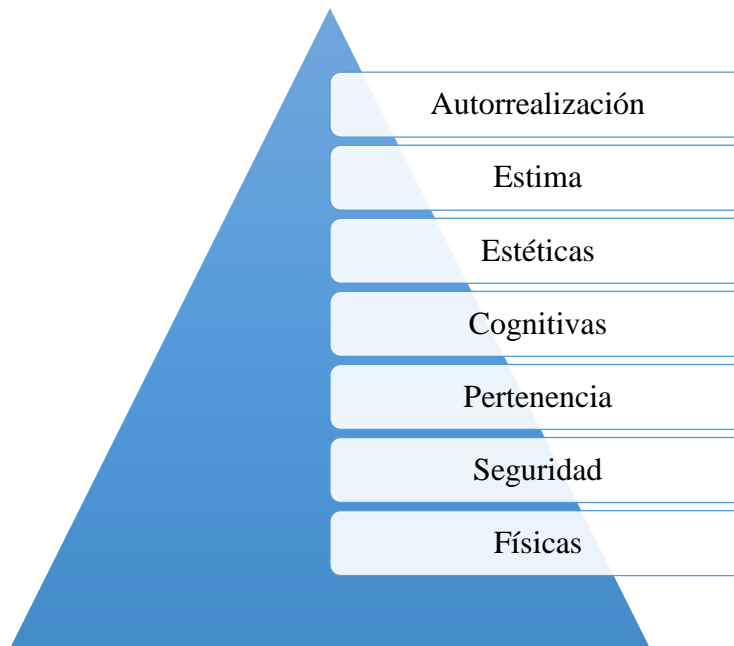 Autorrealización
Estima
Estéticas
Cognitivas
Pertenencia
Seguridad
Físicas